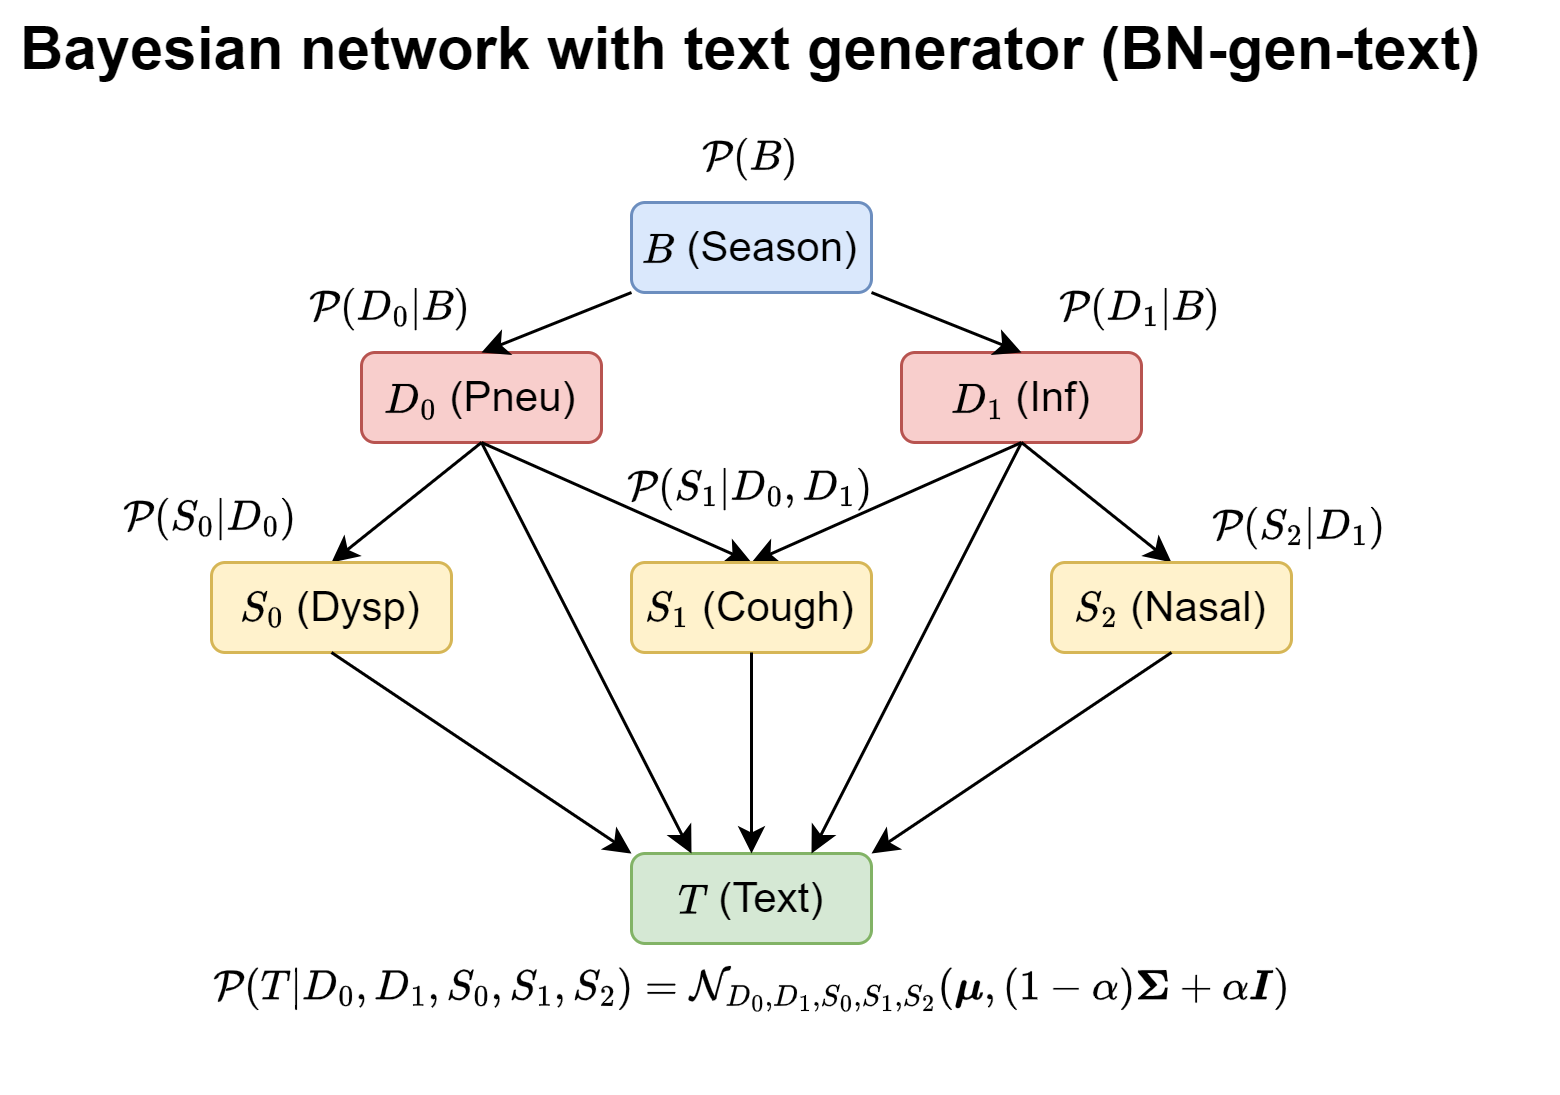 Bayesian network with text generator (BN-gen-text)
𝒫(B)
B (Season)
𝒫(D₀|B)
𝒫(D₁|B)
D₀ (Pneu)
D₁ (Inf)
𝒫(S₁|D₀, D₁)
𝒫(S₀|D₀)
𝒫(S₂|D₁)
S₀ (Dysp)
S₁ (Cough)
S₂ (Nasal)
T (Text)
𝒫(T|D₀, D₁, S₀, S₁, S₂) = 𝒩_{D₀,D₁,S₀,S₁,S₂}(𝝁, (1 − α)𝚺 + α𝑰)